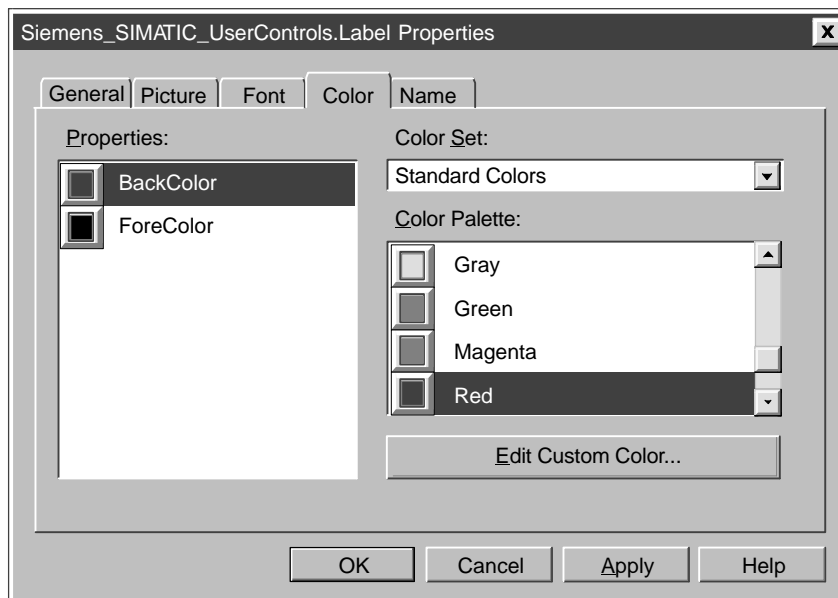 Siemens_SIMATIC_UserControls.Label Properties
General Picture Font Color Name
Properties:
BackColor
ForeColor
Color Set:
Standard Colors
Color Palette:
Gray
Green
Magenta
Red
Edit Custom Color...
OK Cancel Apply Help